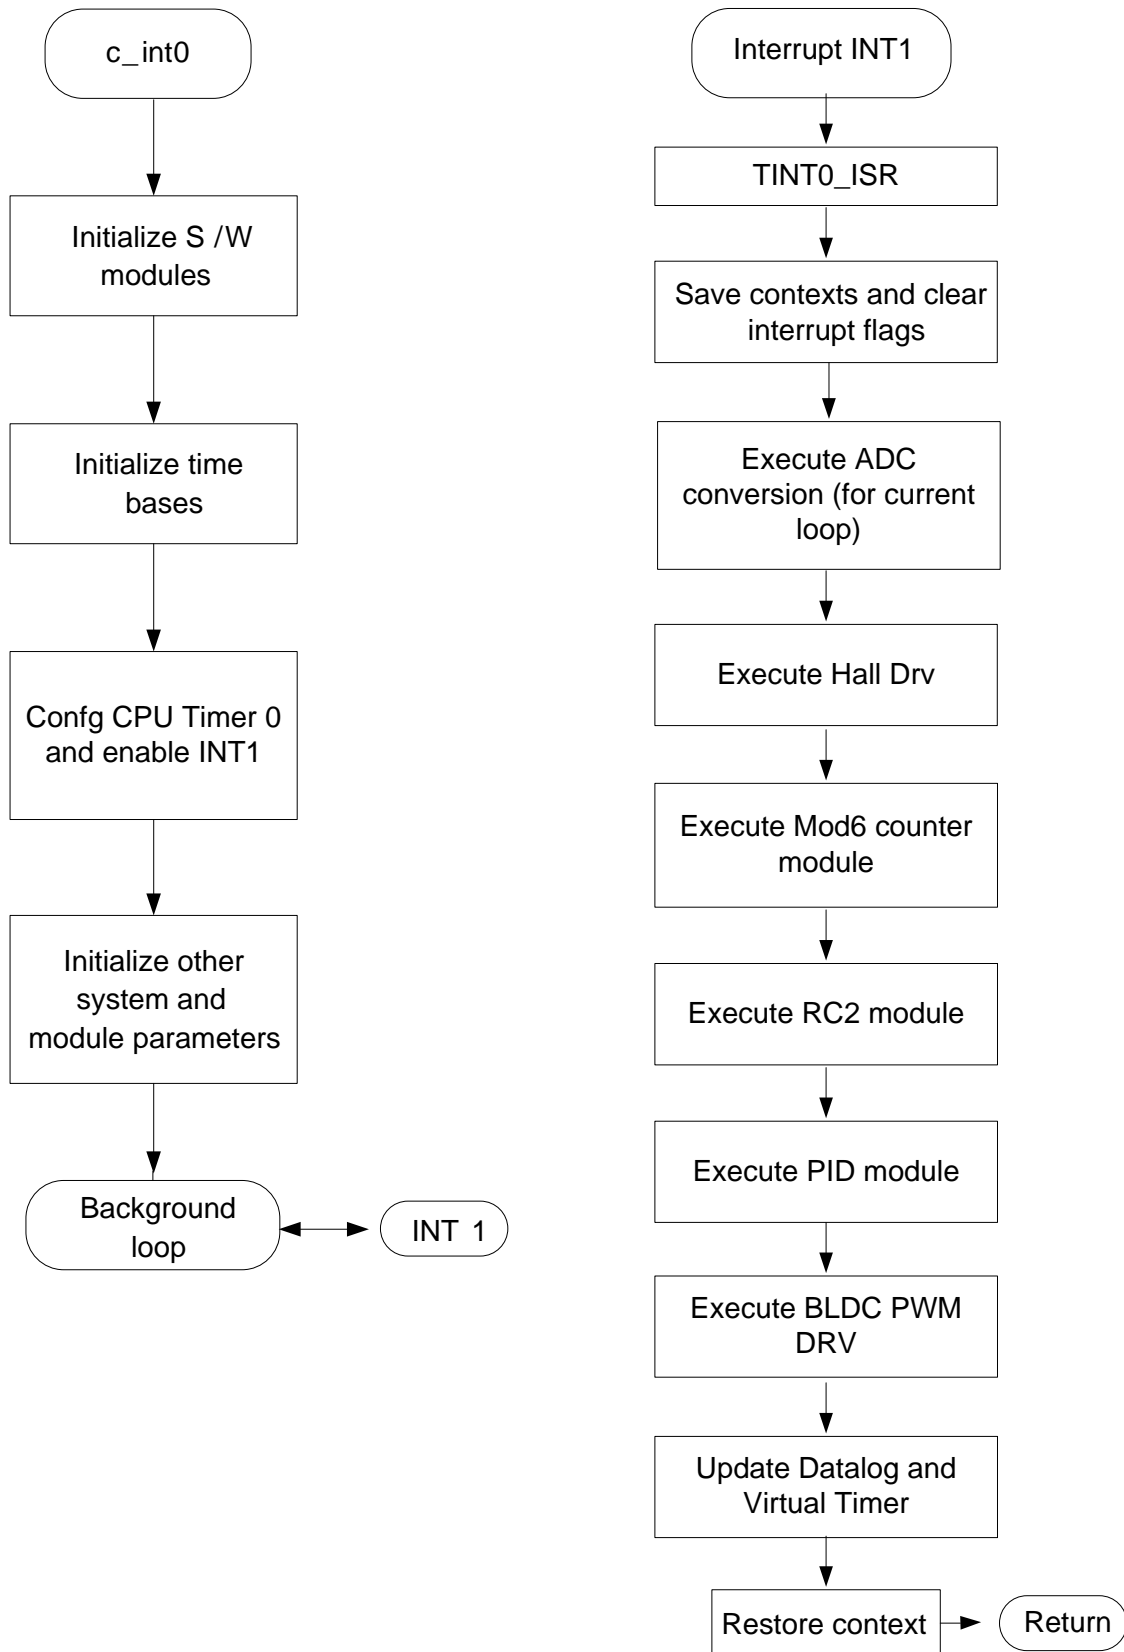 c_int0
Initialize S /W
modules
Initialize time
bases
Confg CPU Timer 0
and enable INT1
Initialize other
system and
module parameters
Background
loop
INT 1
Interrupt INT1
TINT0_ISR
Save contexts and clear
interrupt flags
Execute ADC
conversion (for current
loop)
Execute Hall Drv
Execute Mod6 counter
module
Execute RC2 module
Execute PID module
Execute BLDC PWM
DRV
Update Datalog and
Virtual Timer
Restore context
Return